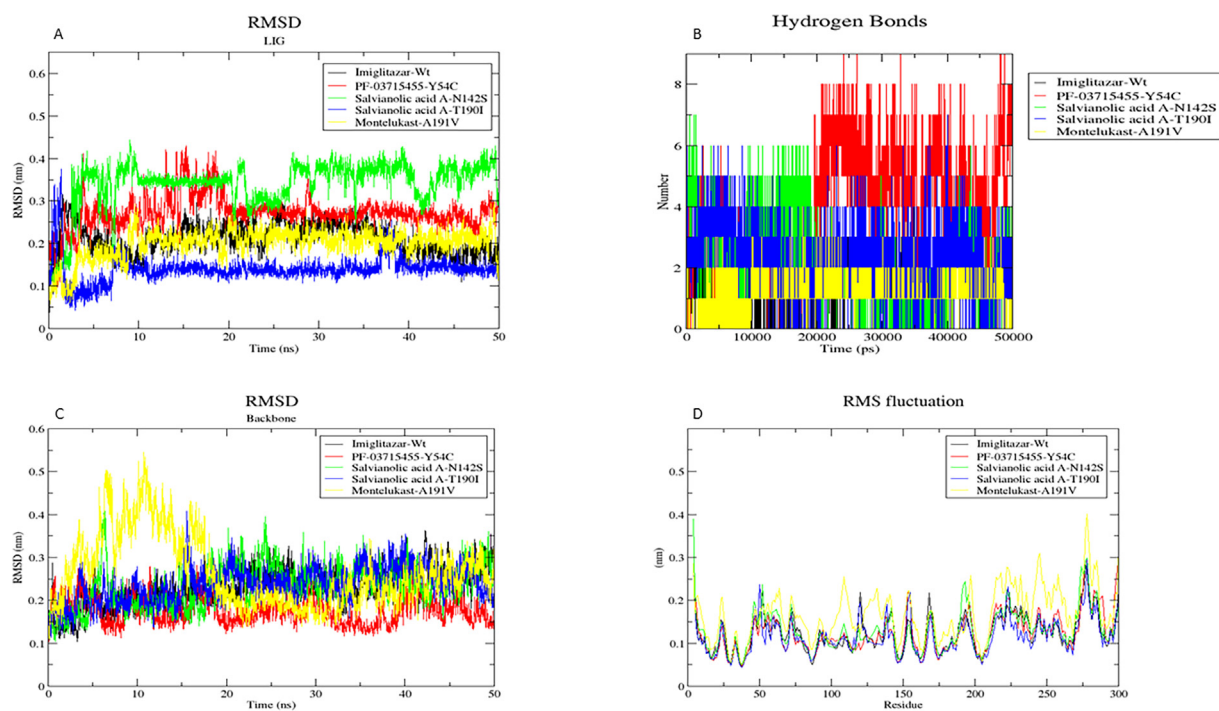 A
RMSD
LIG
Imiglitazar-Wt
PF-03715455-Y54C
Salvianolic acid A-N142S
Salvianolic acid A-T190I
Montelukast-A191V
RMSD (nm)
0.6
0.5
0.4
0.3
0.2
0.1
0
0
10
20
30
40
50
Time (ns)
B
Hydrogen Bonds
Imiglitazar-Wt
PF-03715455-Y54C
Salvianolic acid A-N142S
Salvianolic acid A-T190I
Montelukast-A191V
Number
8
6
4
2
0
0
10000
20000
30000
40000
50000
Time (ps)
C
RMSD
Backbone
Imiglitazar-Wt
PF-03715455-Y54C
Salvianolic acid A-N142S
Salvianolic acid A-T190I
Montelukast-A191V
RMSD (nm)
0.6
0.5
0.4
0.3
0.2
0.1
0
0
10
20
30
40
50
Time (ns)
D
RMS fluctuation
Imiglitazar-Wt
PF-03715455-Y54C
Salvianolic acid A-N142S
Salvianolic acid A-T190I
Montelukast-A191V
(nm)
0.5
0.4
0.3
0.2
0.1
0
0
50
100
150
200
250
300
Residue